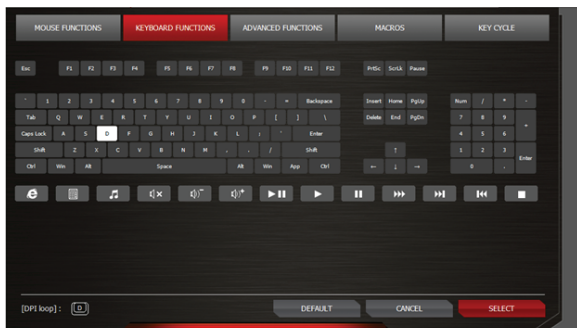 MOUSE FUNCTIONS KEYBOARD FUNCTIONS ADVANCED FUNCTIONS MACROS KEY CYCLE
Esc F1 F2 F3 F4 F5 F6 F7 F8 F9 F10 F11 F12 PrtSc ScrLk Pause
` 1 2 3 4 5 6 7 8 9 0 - = Backspace Insert Home PgUp Num / * -
Tab Q W E R T Y U I O P [ ] \ Delete End PgDn 7 8 9 +
Caps Lock A S D F G H J K L ; ' Enter 4 5 6
Shift Z X C V B N M , . / Shift ↑ 1 2 3 Enter
Ctrl Win Alt Space Alt Win App Ctrl ← ↓ → 0 .
[DPI loop] : D DEFAULT CANCEL SELECT